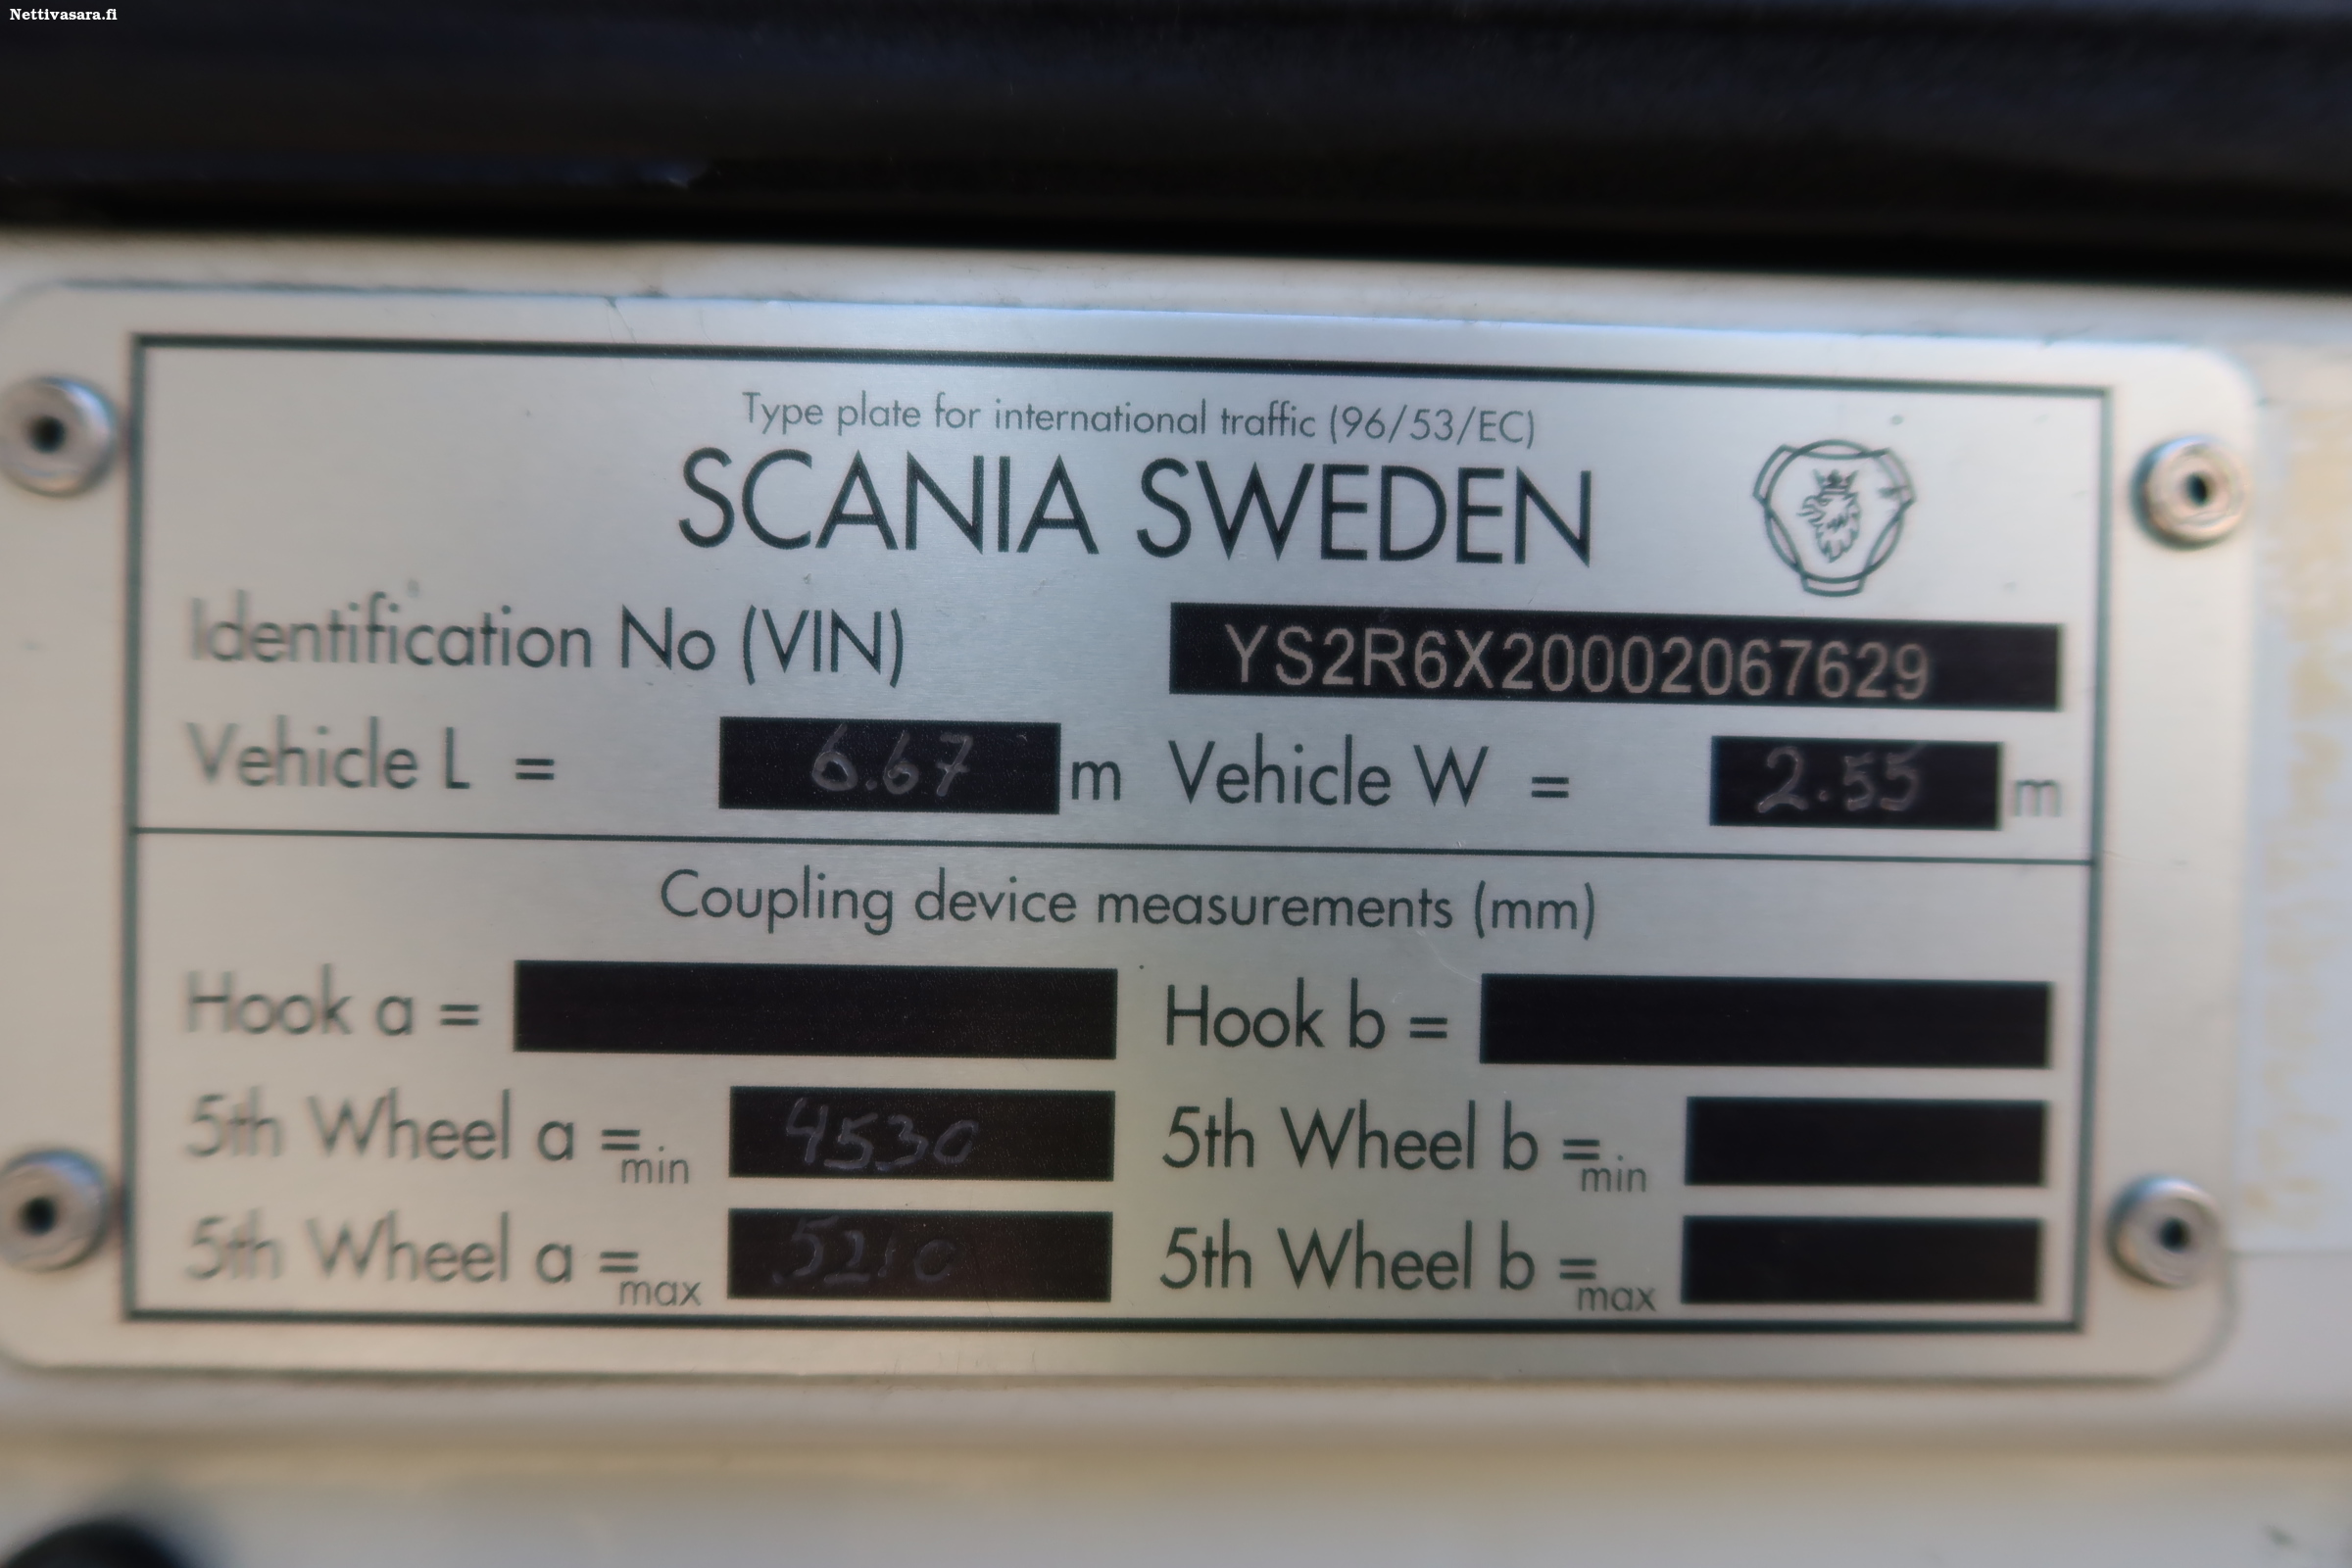 Nettivasara.fi
Type plate for international traffic (96/53/EC)
SCANIA SWEDEN
Identification No (VIN) YS2R6X20002067629
Vehicle L = 6.67 m Vehicle W = 2.55 m
Coupling device measurements (mm)
Hook a = Hook b =
5th Wheel a = min 4530 5th Wheel b = min
5th Wheel a = max 5210 5th Wheel b = max